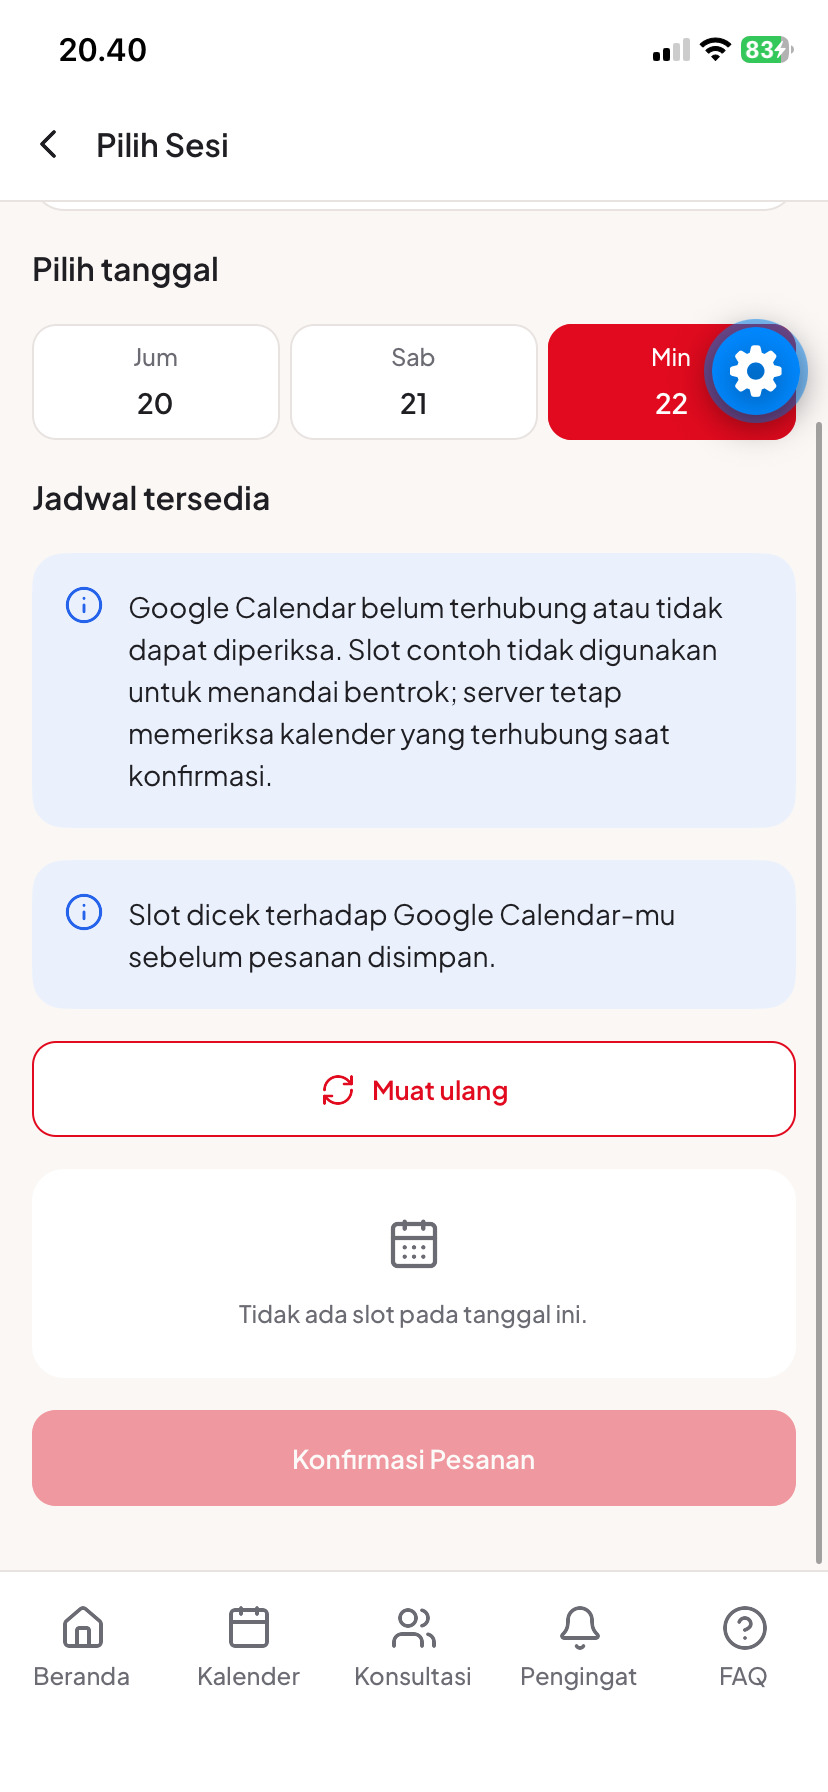 20.40
83
Pilih Sesi
Pilih tanggal
Jum
20
Sab
21
Min
22
Jadwal tersedia
Google Calendar belum terhubung atau tidak
dapat diperiksa. Slot contoh tidak digunakan
untuk menandai bentrok; server tetap
memeriksa kalender yang terhubung saat
konfirmasi.
Slot dicek terhadap Google Calendar-mu
sebelum pesanan disimpan.
Muat ulang
Tidak ada slot pada tanggal ini.
Konfirmasi Pesanan
Beranda
Kalender
Konsultasi
Pengingat
FAQ